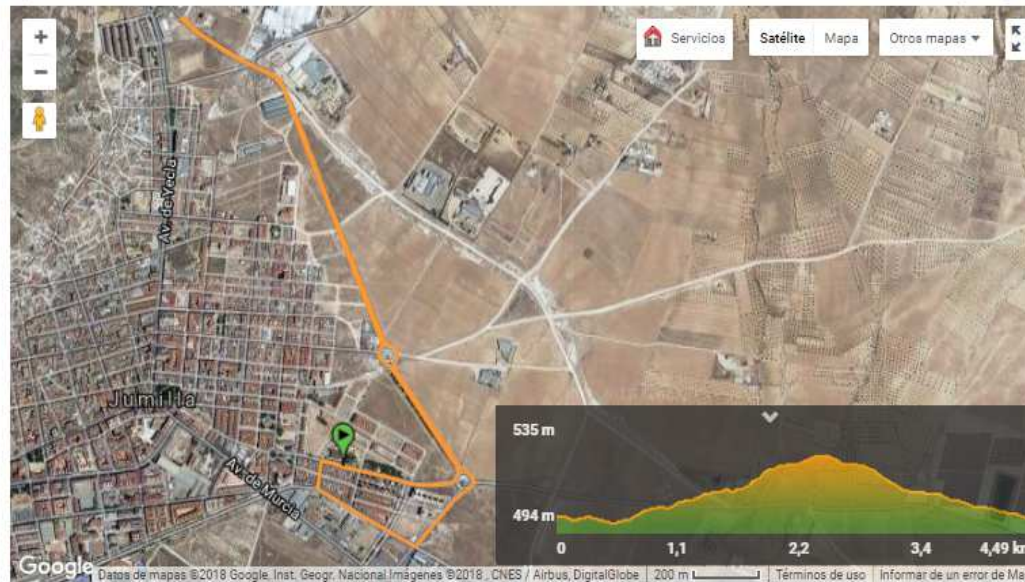 +
−
Servicios
Satélite
Mapa
Otros mapas
Av. de Yecla
Jumilla
Av. de Murcia
535 m
494 m
0
1,1
2,2
3,4
4,49 km
Google
Datos de mapas ©2018 Google, Inst. Geogr. Nacional Imágenes ©2018 , CNES / Airbus, DigitalGlobe
200 m
Términos de uso
Informar de un error de Ma